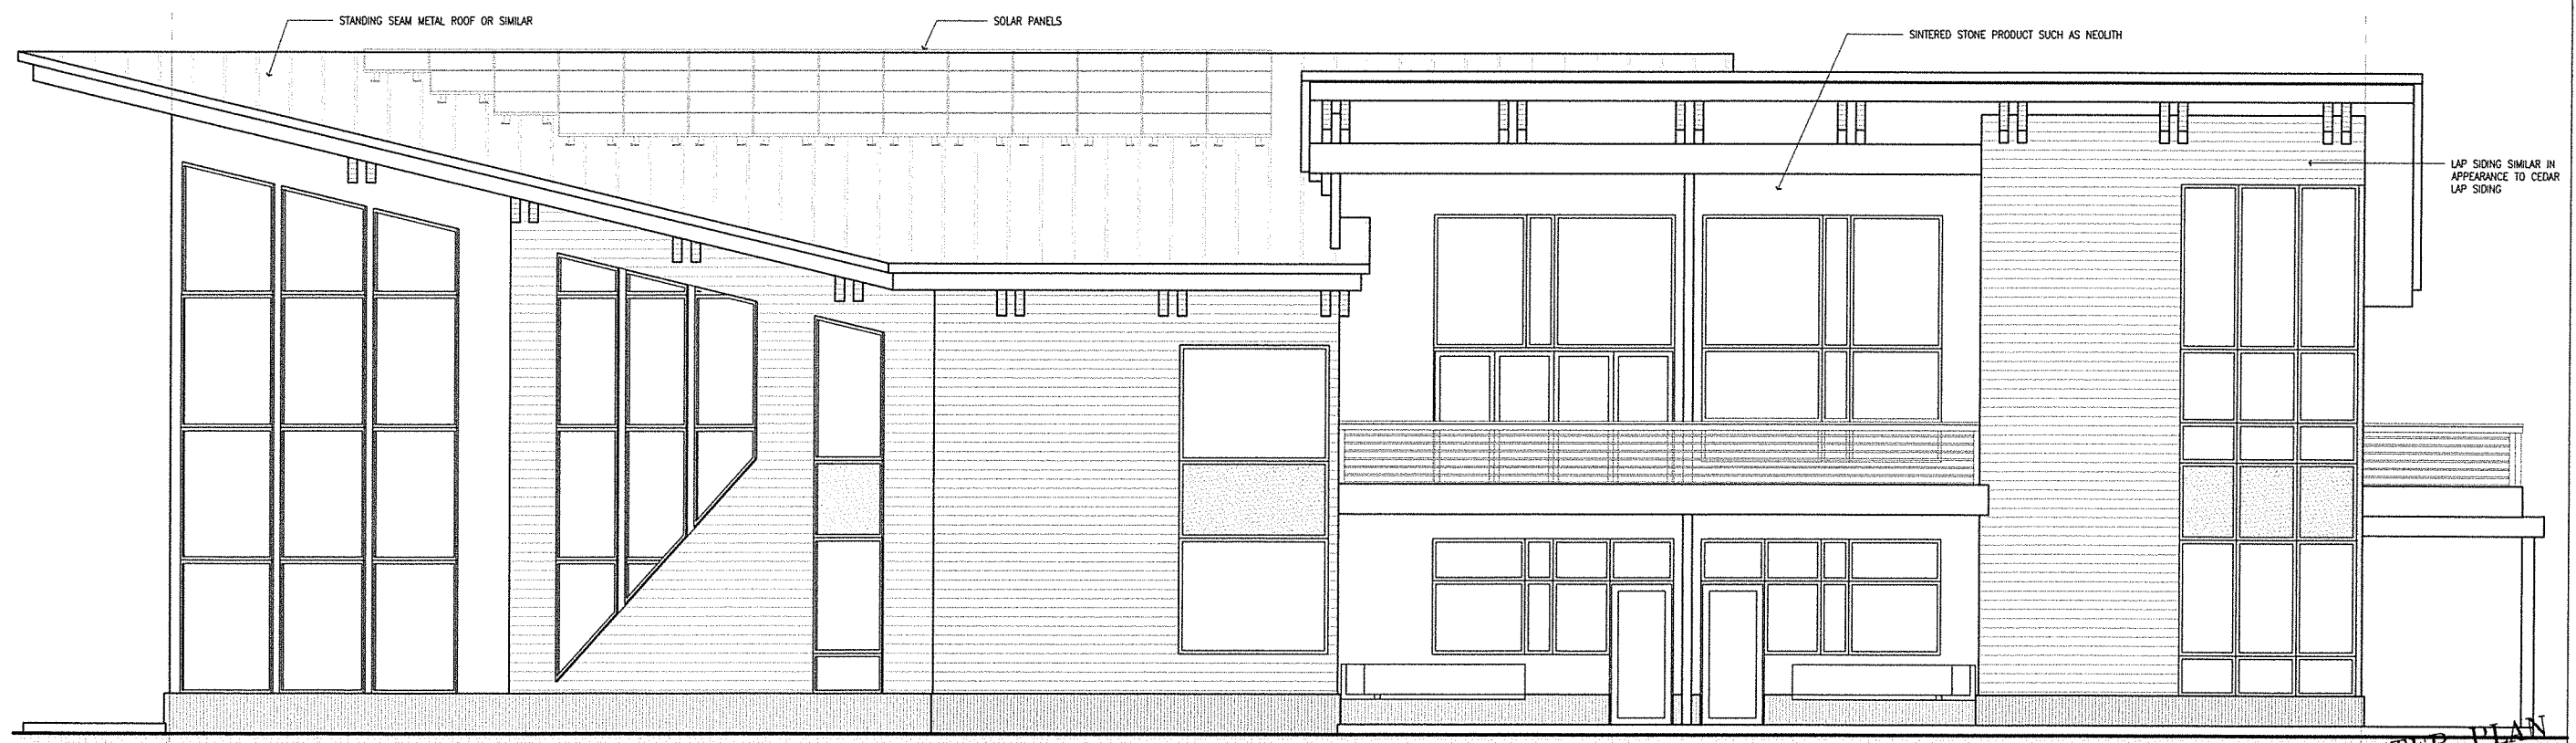 STANDING SEAM METAL ROOF OR SIMILAR
SOLAR PANELS
SINTERED STONE PRODUCT SUCH AS NEOLITH
LAP SIDING SIMILAR IN
APPEARANCE TO CEDAR
LAP SIDING
PLAN